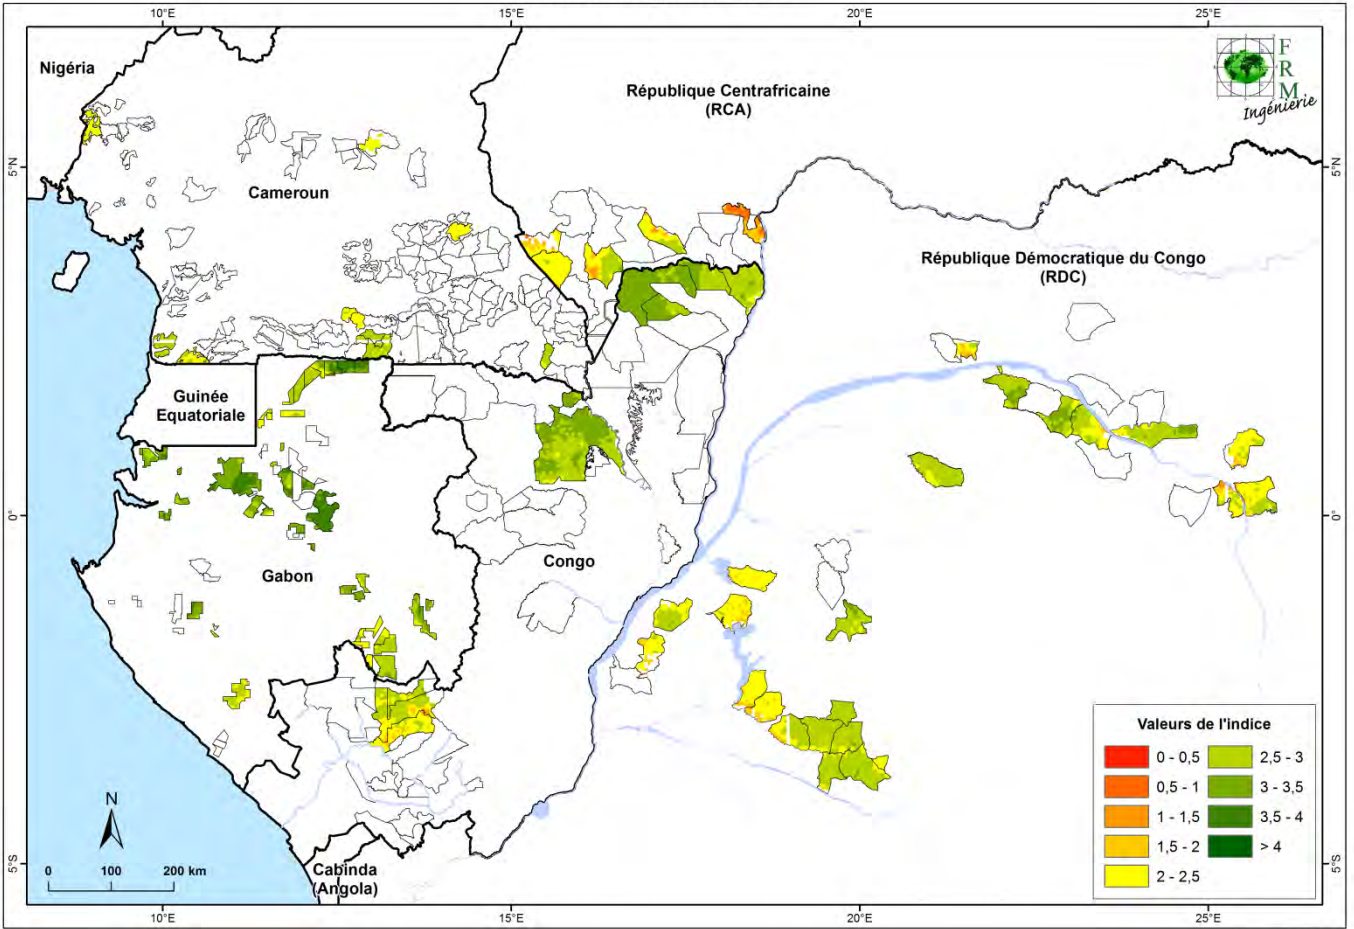 10°E 15°E 20°E 25°E
Nigéria
République Centrafricaine
(RCA)
F
R
M
Ingénierie
5°N
5°N
Cameroun
République Démocratique du Congo
(RDC)
Guinée
Equatoriale
0°
0°
Congo
Gabon
Valeurs de l'indice
0 - 0,5
0,5 - 1
1 - 1,5
1,5 - 2
2 - 2,5
2,5 - 3
3 - 3,5
3,5 - 4
> 4
N
0 100 200 km
5°S
5°S
Cabinda
(Angola)
10°E 15°E 20°E 25°E